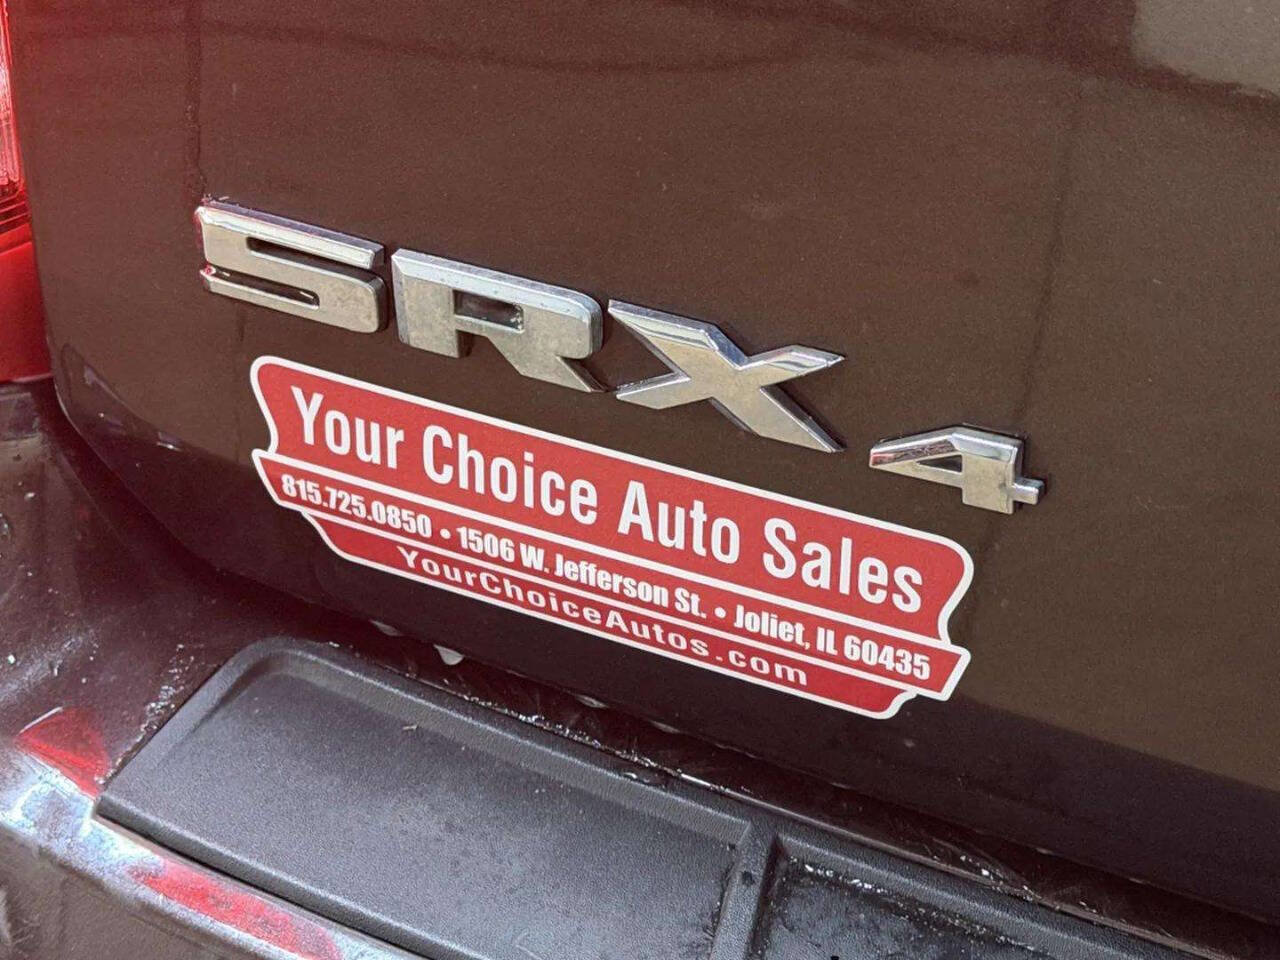 SRX 4
Your Choice Auto Sales
815.725.0850 • 1506 W. Jefferson St. • Joliet, IL 60435
YourChoiceAutos.com